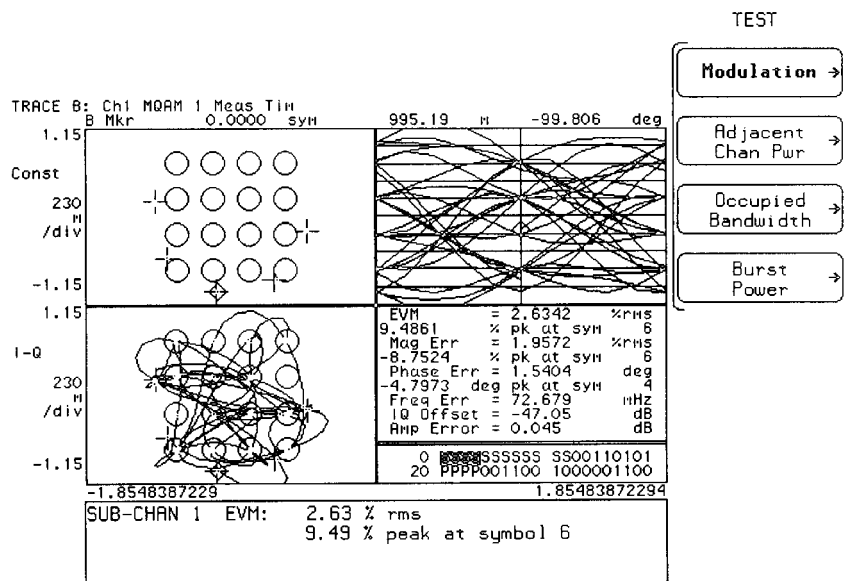 TEST
Modulation →
Adjacent
Chan Pwr →
Occupied
Bandwidth →
Burst
Power →
TRACE B: Ch1 MQAM 1 Meas Tim
B Mkr 0.0000 sym 995.19 m -99.806 deg
1.15
Const
230
m
/div
-1.15
1.15
I-Q
230
m
/div
-1.15
EVM = 2.6342 %rms
9.4861 % pk at sym 6
Mag Err = 1.9572 %rms
-8.7524 % pk at sym 6
Phase Err = 1.5404 deg
-4.7973 deg pk at sym 4
Freq Err = 72.679 mHz
IQ Offset = -47.05 dB
Amp Error = 0.045 dB
0 SSSSSS SS00110101
20 PPPP001100 1000001100
-1.85483887229 1.85483872294
SUB-CHAN 1 EVM: 2.63 % rms
9.49 % peak at symbol 6